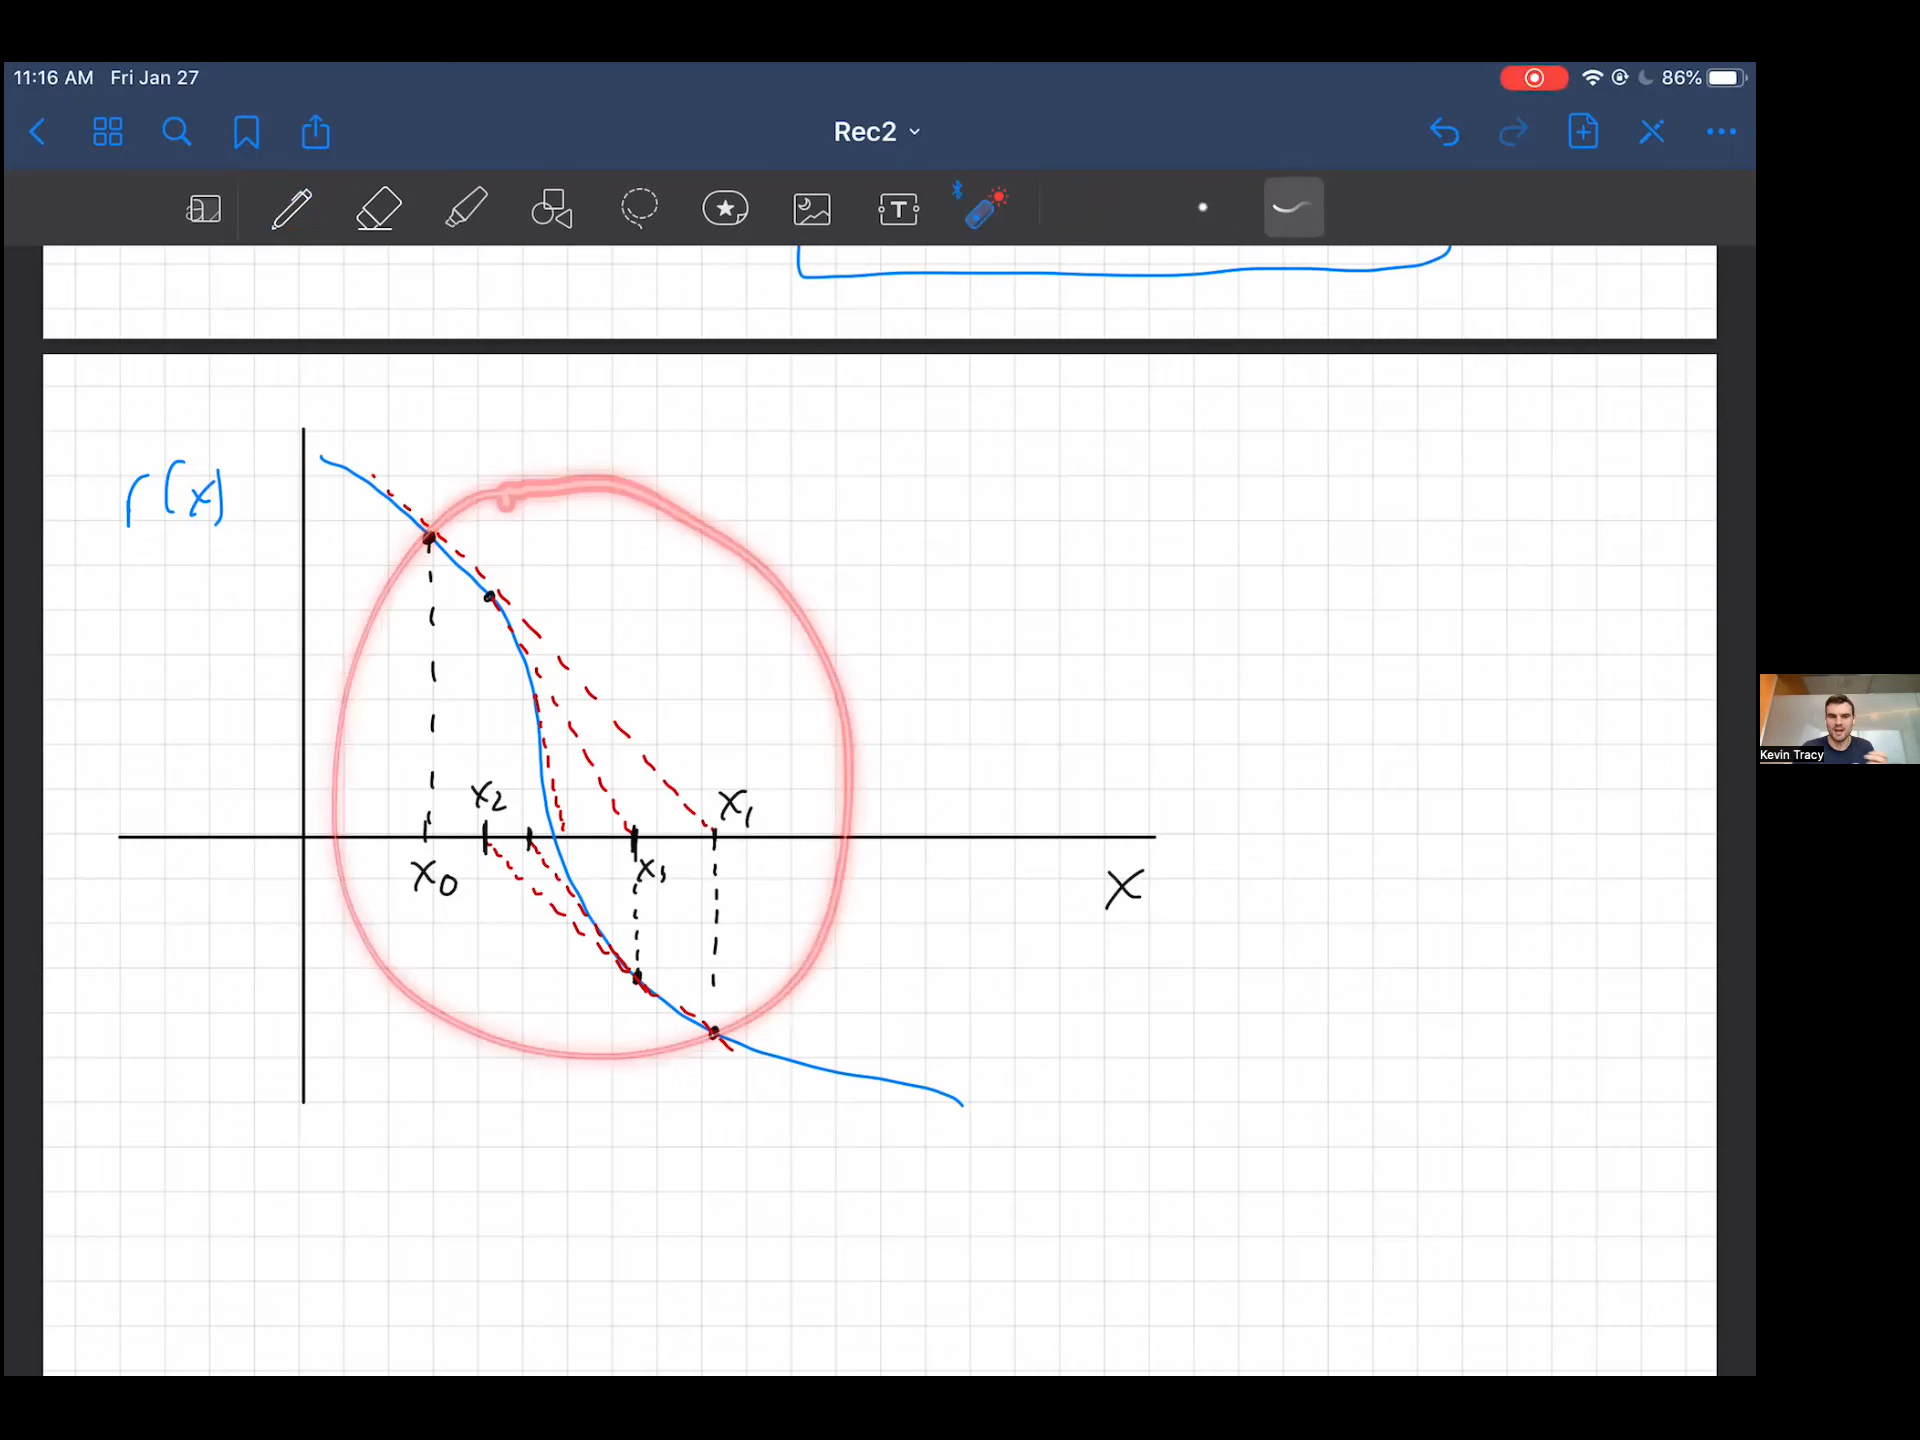 11:16 AM Fri Jan 27
86%
Rec2
r(x)
x2
x1
x0
x3
x
Kevin Tracy